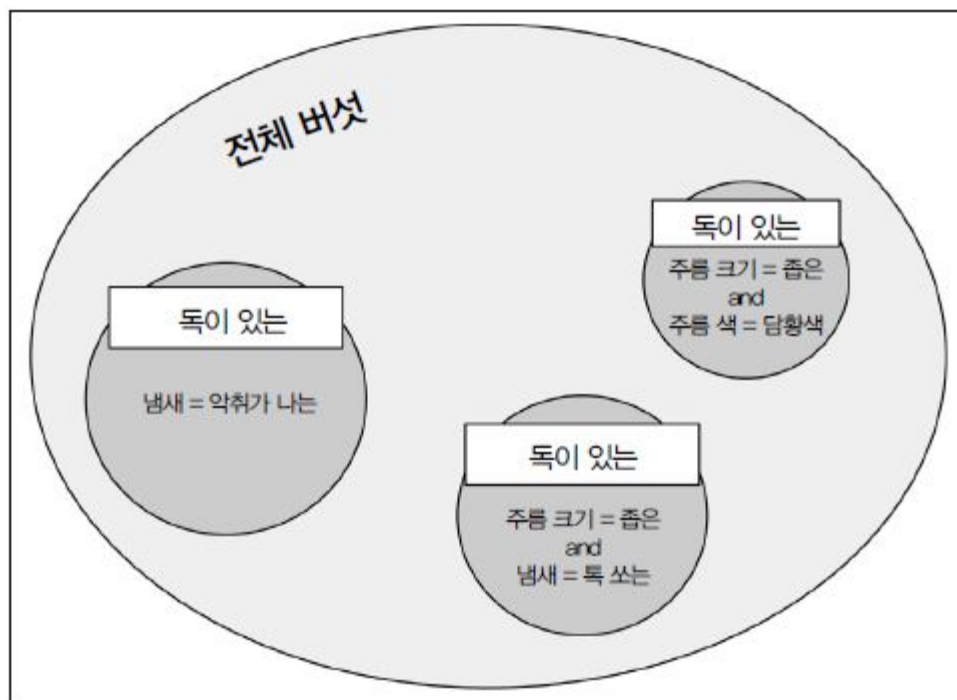 전체 버섯
독이 있는
주름 크기 = 좁은
and
주름 색 = 담황색
독이 있는
냄새 = 악취가 나는
독이 있는
주름 크기 = 좁은
and
냄새 = 톡 쏘는